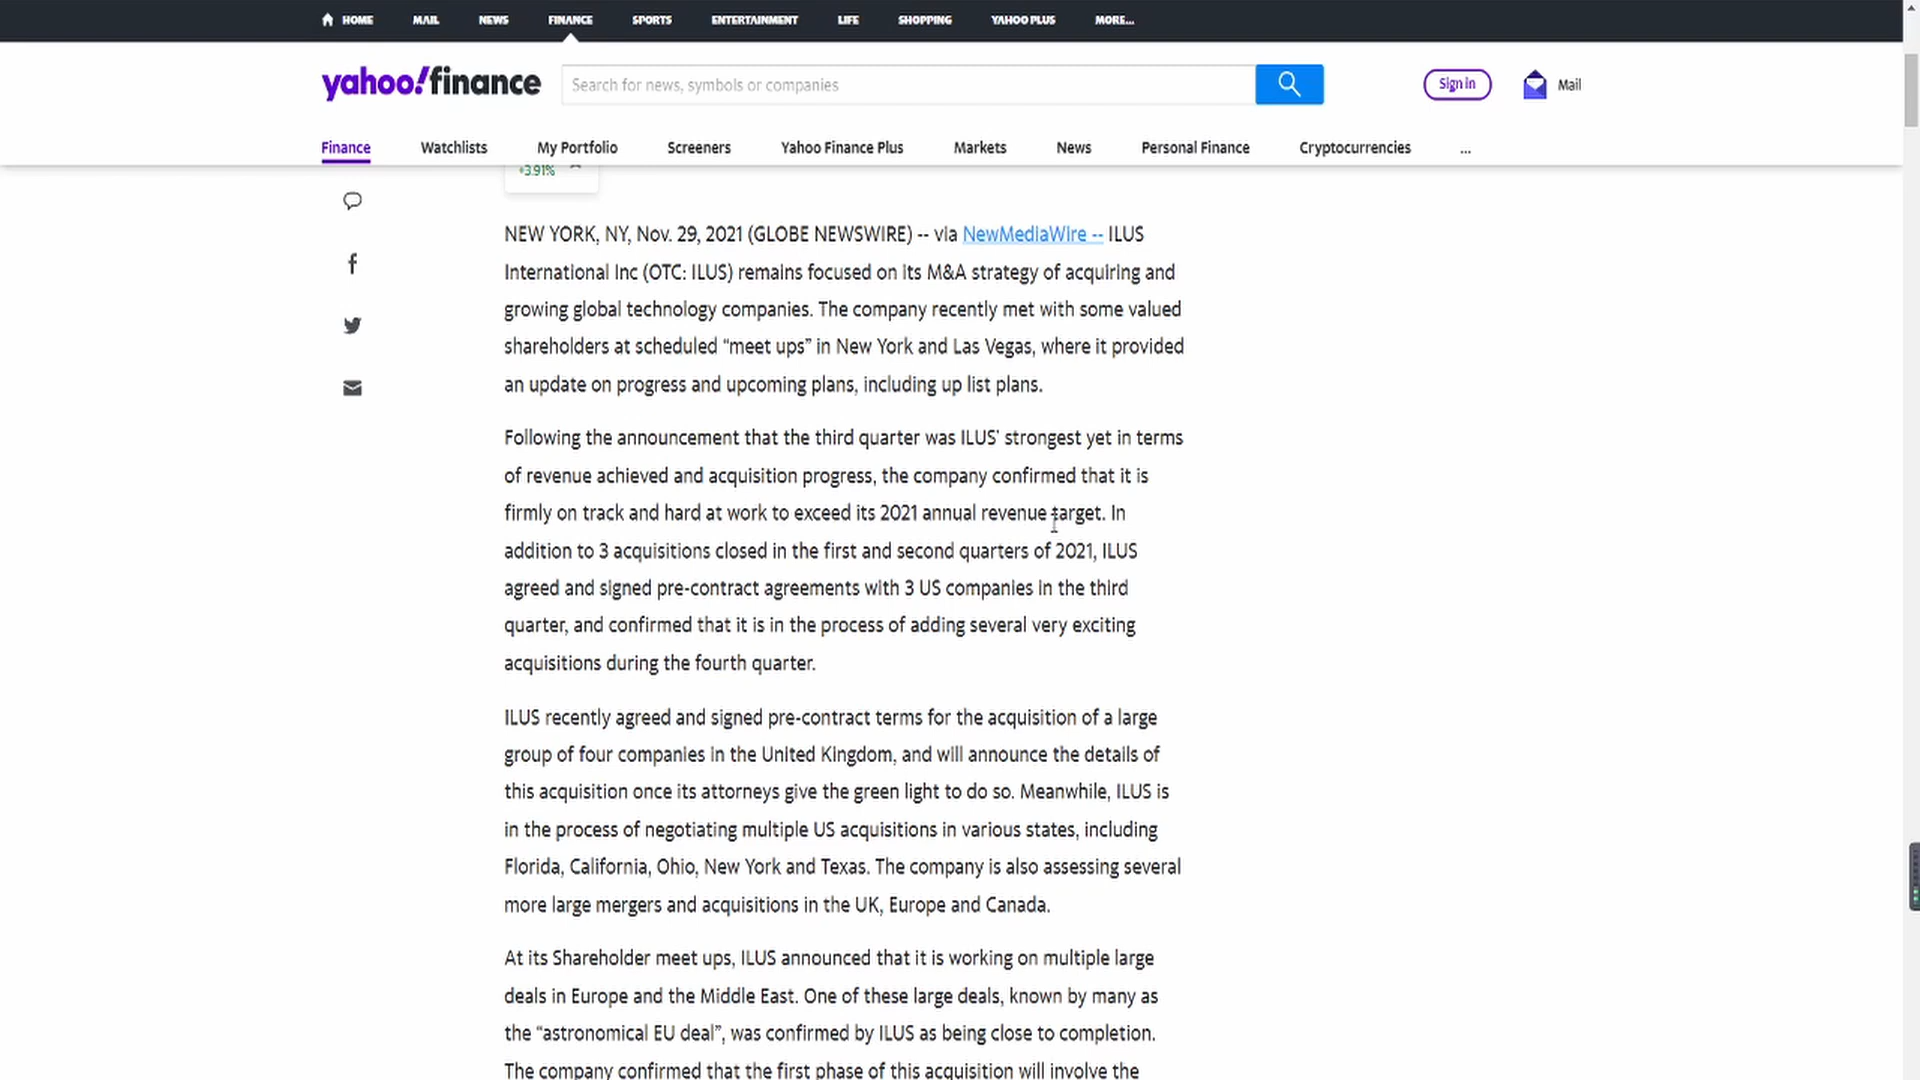 HOME MAIL NEWS FINANCE SPORTS ENTERTAINMENT LIFE SHOPPING YAHOO PLUS MORE...
yahoo!finance Search for news, symbols or companies Sign in Mail
Finance Watchlists My Portfolio Screeners Yahoo Finance Plus Markets News Personal Finance Cryptocurrencies ...
+3.91%
NEW YORK, NY, Nov. 29, 2021 (GLOBE NEWSWIRE) -- via NewMediaWire -- ILUS
International Inc (OTC: ILUS) remains focused on its M&A strategy of acquiring and
growing global technology companies. The company recently met with some valued
shareholders at scheduled “meet ups” in New York and Las Vegas, where it provided
an update on progress and upcoming plans, including up list plans.
Following the announcement that the third quarter was ILUS’ strongest yet in terms
of revenue achieved and acquisition progress, the company confirmed that it is
firmly on track and hard at work to exceed its 2021 annual revenue target. In
addition to 3 acquisitions closed in the first and second quarters of 2021, ILUS
agreed and signed pre-contract agreements with 3 US companies in the third
quarter, and confirmed that it is in the process of adding several very exciting
acquisitions during the fourth quarter.
ILUS recently agreed and signed pre-contract terms for the acquisition of a large
group of four companies in the United Kingdom, and will announce the details of
this acquisition once its attorneys give the green light to do so. Meanwhile, ILUS is
in the process of negotiating multiple US acquisitions in various states, including
Florida, California, Ohio, New York and Texas. The company is also assessing several
more large mergers and acquisitions in the UK, Europe and Canada.
At its Shareholder meet ups, ILUS announced that it is working on multiple large
deals in Europe and the Middle East. One of these large deals, known by many as
the “astronomical EU deal”, was confirmed by ILUS as being close to completion.
The company confirmed that the first phase of this acquisition will involve the